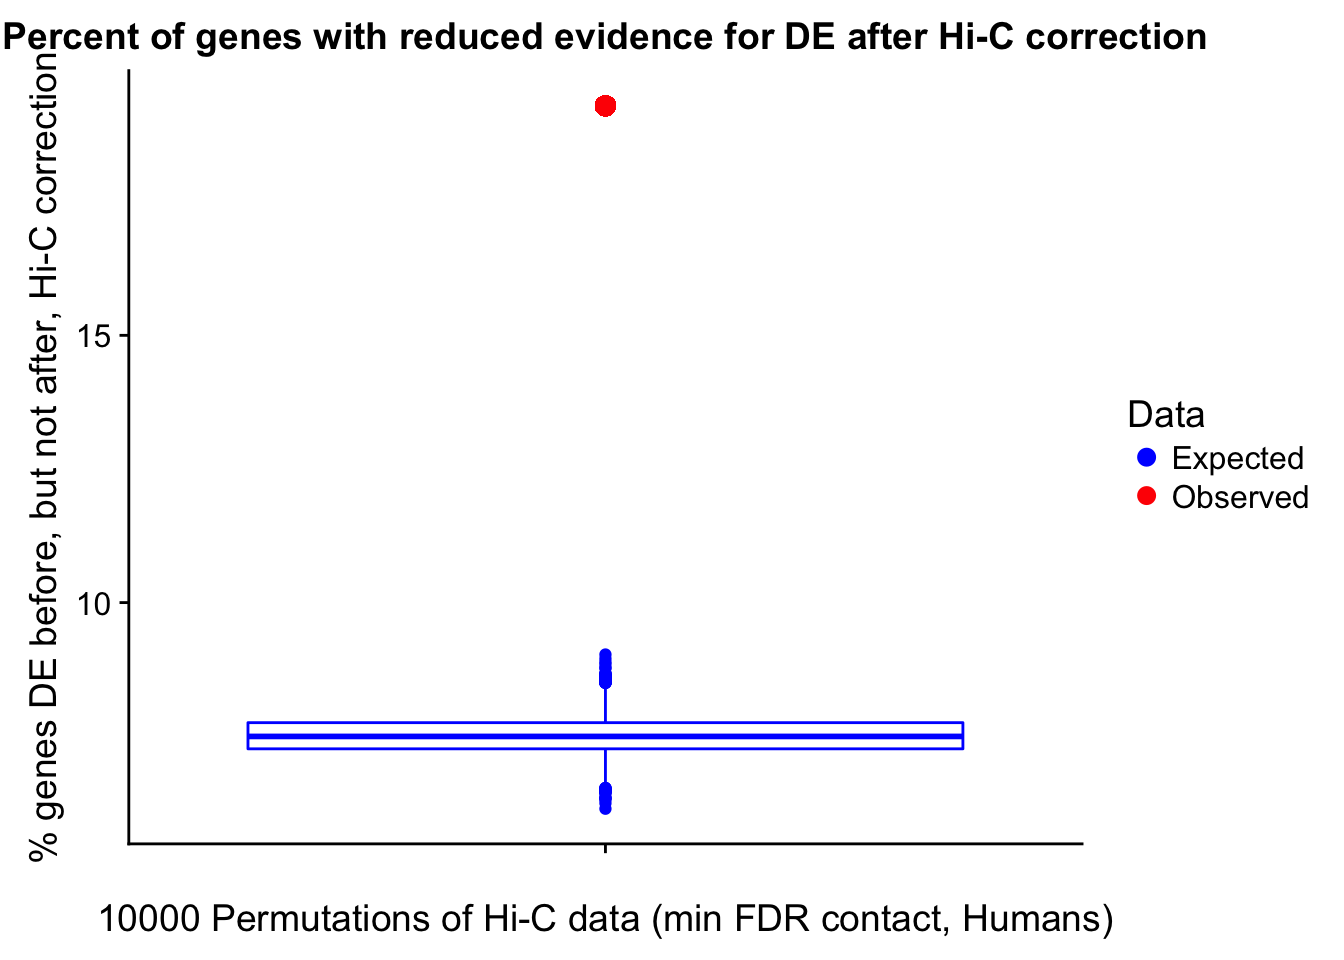 Percent of genes with reduced evidence for DE after Hi-C correction
% genes DE before, but not after, Hi-C correction
15
10
Data
Expected
Observed
10000 Permutations of Hi-C data (min FDR contact, Humans)